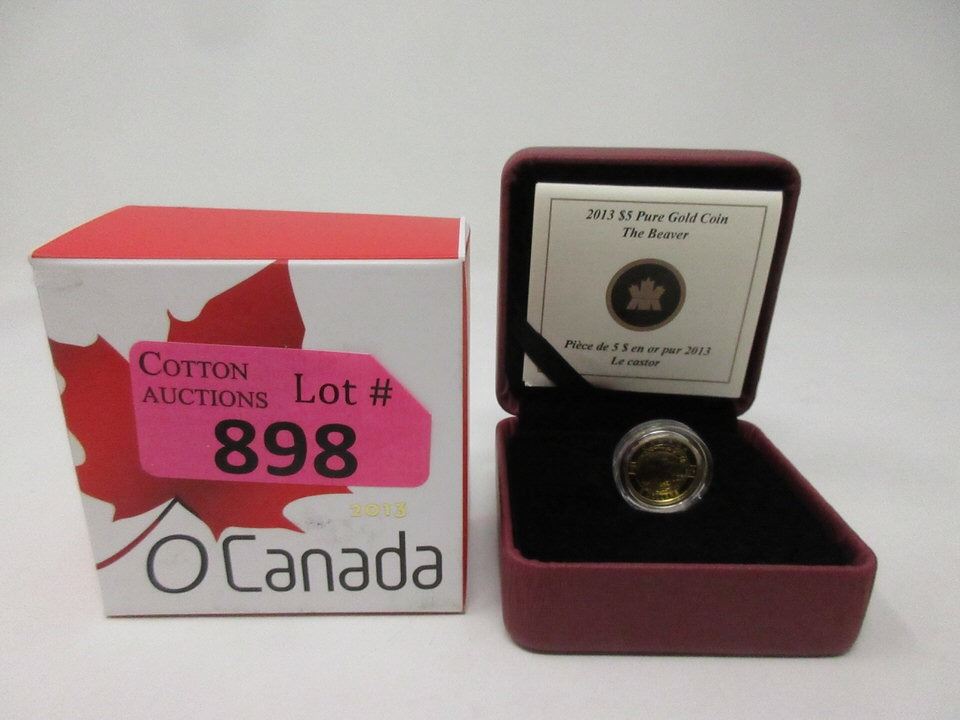 COTTON
AUCTIONS Lot #
898
2013
O Canada
2013 $5 Pure Gold Coin
The Beaver
Pièce de 5 $ en or pur 2013
Le castor